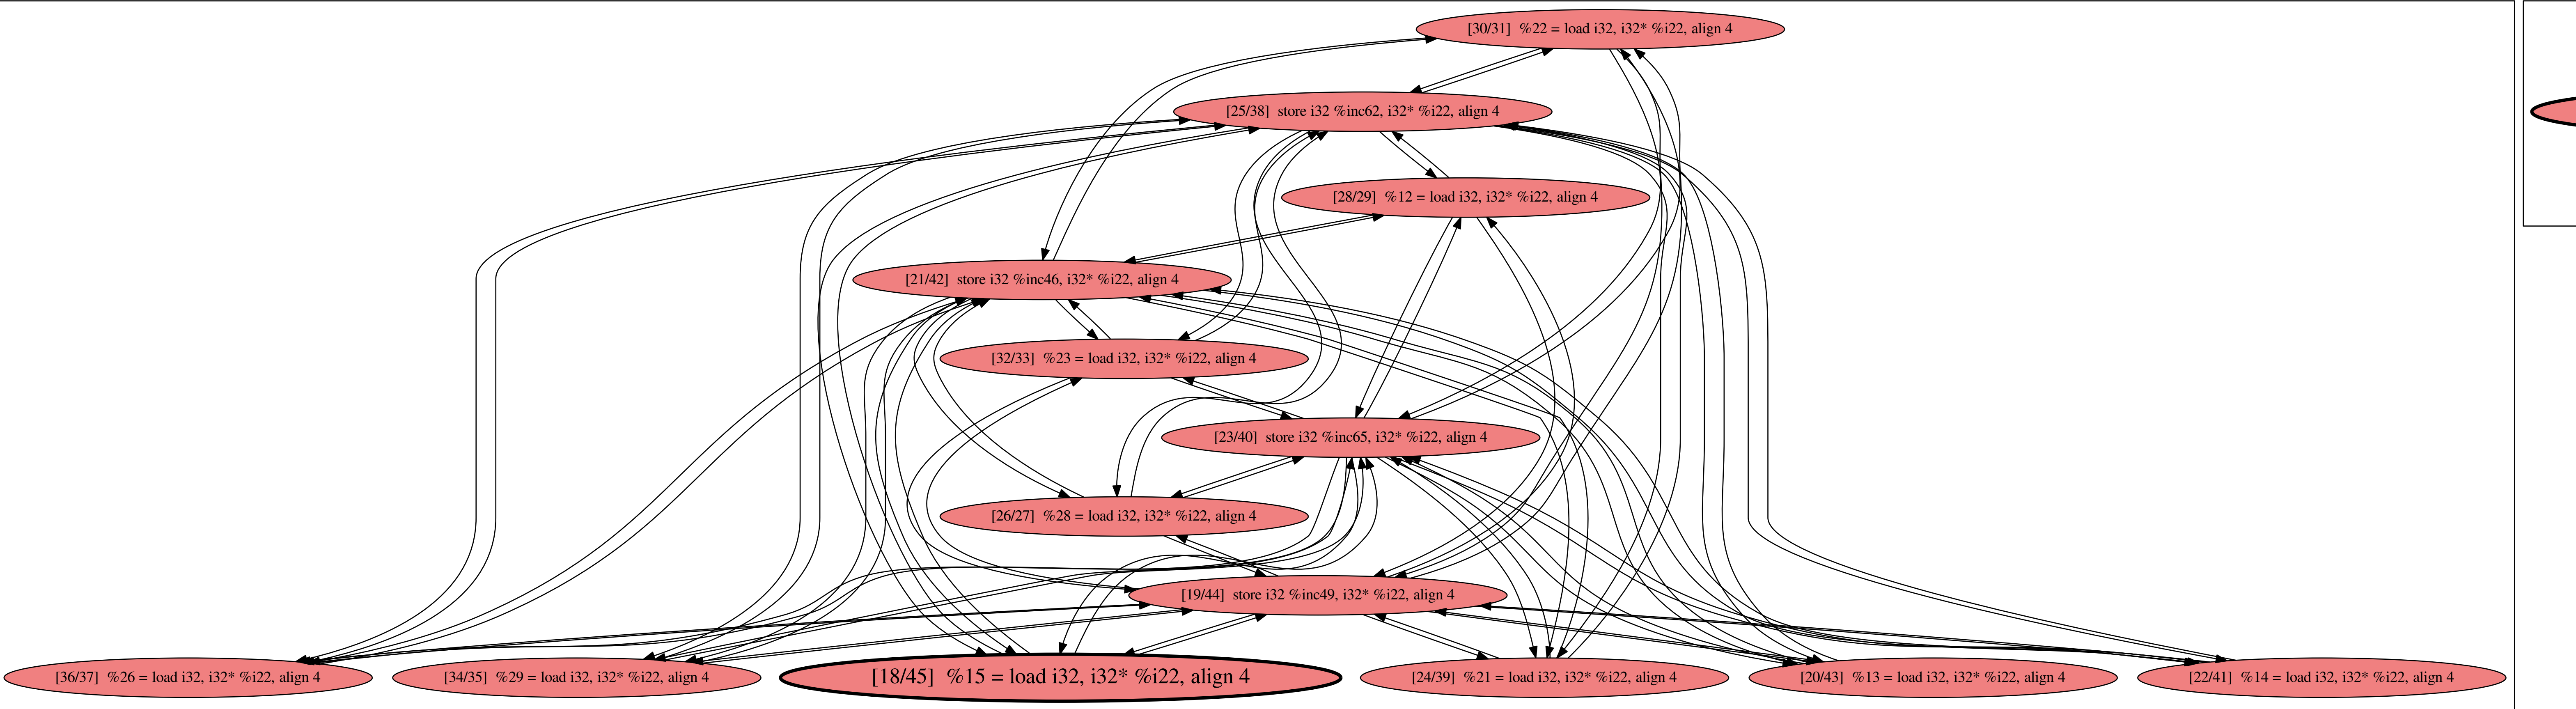 [30/31] %22 = load i32, i32* %i22, align 4
[25/38] store i32 %inc62, i32* %i22, align 4
[28/29] %12 = load i32, i32* %i22, align 4
[21/42] store i32 %inc46, i32* %i22, align 4
[32/33] %23 = load i32, i32* %i22, align 4
[23/40] store i32 %inc65, i32* %i22, align 4
[26/27] %28 = load i32, i32* %i22, align 4
[19/44] store i32 %inc49, i32* %i22, align 4
[36/37] %26 = load i32, i32* %i22, align 4
[34/35] %29 = load i32, i32* %i22, align 4
[18/45] %15 = load i32, i32* %i22, align 4
[24/39] %21 = load i32, i32* %i22, align 4
[20/43] %13 = load i32, i32* %i22, align 4
[22/41] %14 = load i32, i32* %i22, align 4